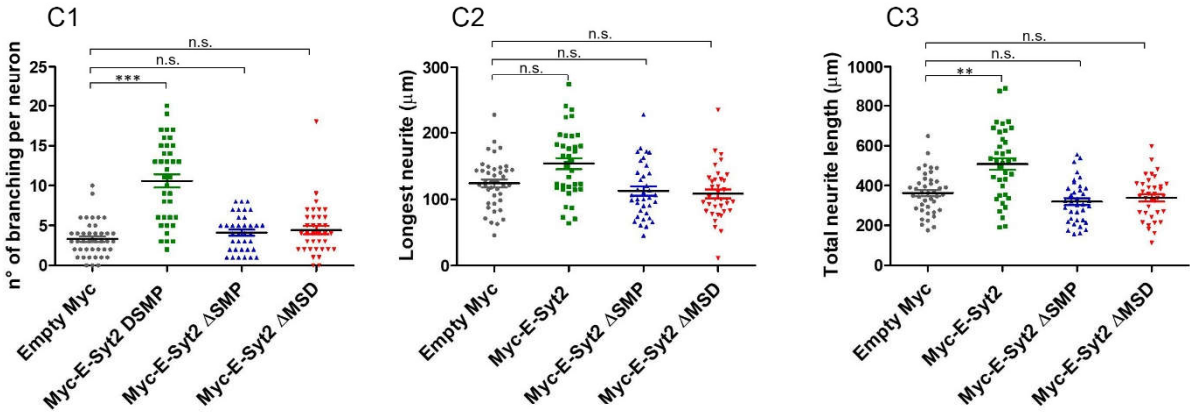 C1
n.s.
n.s.
***
n° of branching per neuron
25
20
15
10
5
0
Empty Myc
Myc-E-Syt2 DSMP
Myc-E-Syt2 ΔSMP
Myc-E-Syt2 ΔMSD
C2
n.s.
n.s.
n.s.
Longest neurite (μm)
300
200
100
0
Empty Myc
Myc-E-Syt2
Myc-E-Syt2 ΔSMP
Myc-E-Syt2 ΔMSD
C3
n.s.
n.s.
**
Total neurite length (μm)
1000
800
600
400
200
0
Empty Myc
Myc-E-Syt2
Myc-E-Syt2 ΔSMP
Myc-E-Syt2 ΔMSD